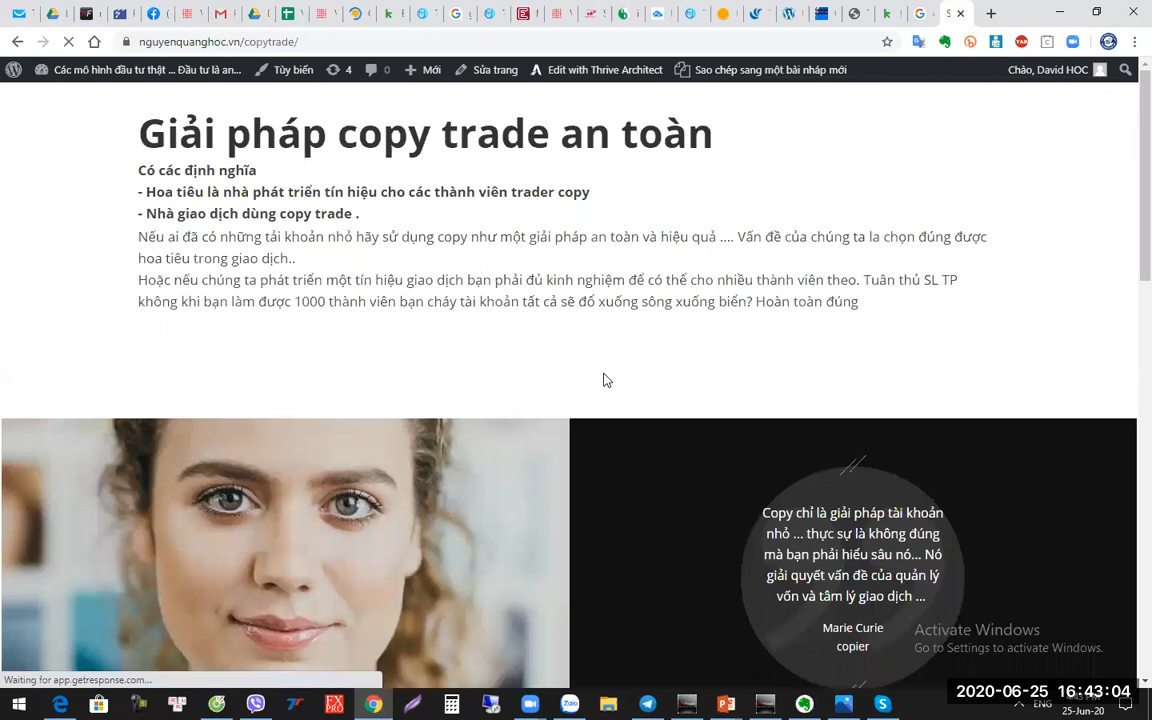 nguyenquanghoc.vn/copytrade/
Các mô hình đầu tư thật ... Đầu tư là an...
Tùy biến
4
0
Mới
Sửa trang
Edit with Thrive Architect
Sao chép sang một bài nháp mới
Chào, David HOC
Giải pháp copy trade an toàn
Có các định nghĩa
- Hoa tiêu là nhà phát triển tín hiệu cho các thành viên trader copy
- Nhà giao dịch dùng copy trade .
Nếu ai đã có những tải khoản nhỏ hãy sử dụng copy như một giải pháp an toàn và hiệu quả .... Vấn đề của chúng ta la chọn đúng được
hoa tiêu trong giao dịch..
Hoặc nếu chúng ta phát triển một tín hiệu giao dịch bạn phải đủ kinh nghiệm để có thể cho nhiều thành viên theo. Tuân thủ SL TP
không khi bạn làm được 1000 thành viên bạn cháy tài khoản tất cả sẽ đổ xuống sông xuống biển? Hoàn toàn đúng
Copy chỉ là giải pháp tài khoản
nhỏ ... thực sự là không đúng
mà bạn phải hiểu sâu nó... Nó
giải quyết vấn đề của quản lý
vốn và tâm lý giao dịch ...
Marie Curie
copier
Activate Windows
Go to Settings to activate Windows.
Waiting for app.getresponse.com...
2020-06-25 16:43:04
ENG
25-Jun-20